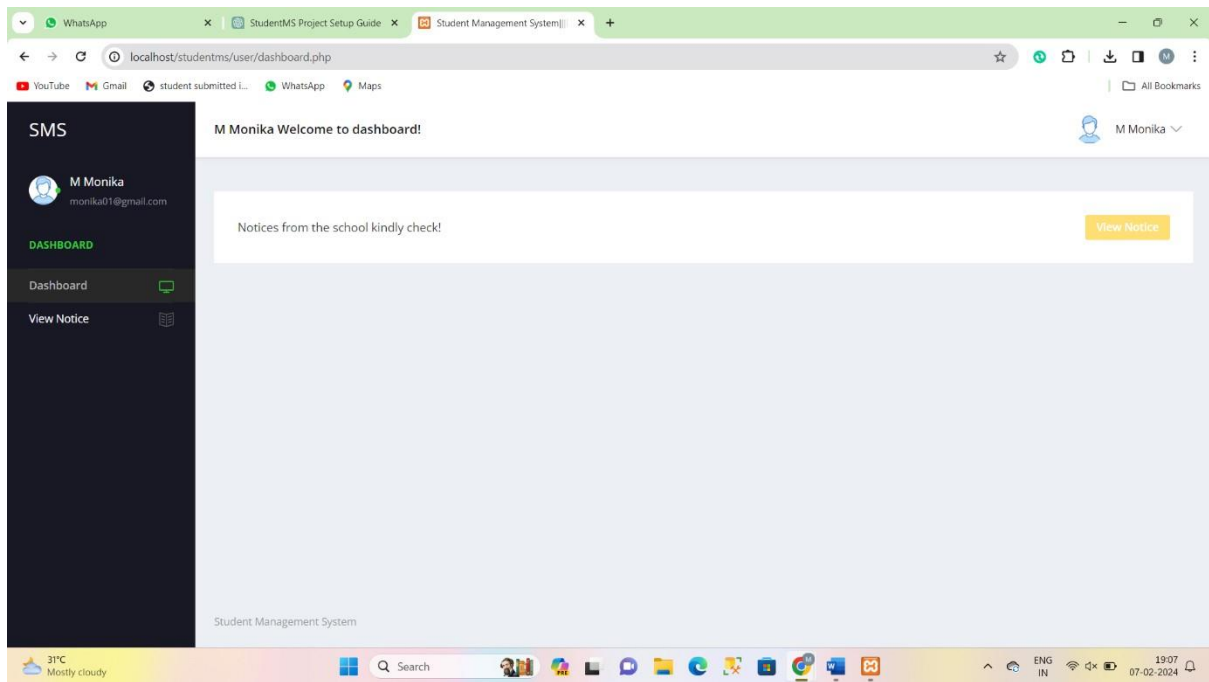 WhatsApp
StudentMS Project Setup Guide
Student Management System||
localhost/studentms/user/dashboard.php
M
YouTube
Gmail
student submitted i...
WhatsApp
Maps
All Bookmarks
SMS
M Monika Welcome to dashboard!
M Monika
M Monika
monika01@gmail.com
Notices from the school kindly check!
View Notice
DASHBOARD
Dashboard
View Notice
Student Management System
31°C
Mostly cloudy
Search
PRE
ENG
IN
19:07
07-02-2024